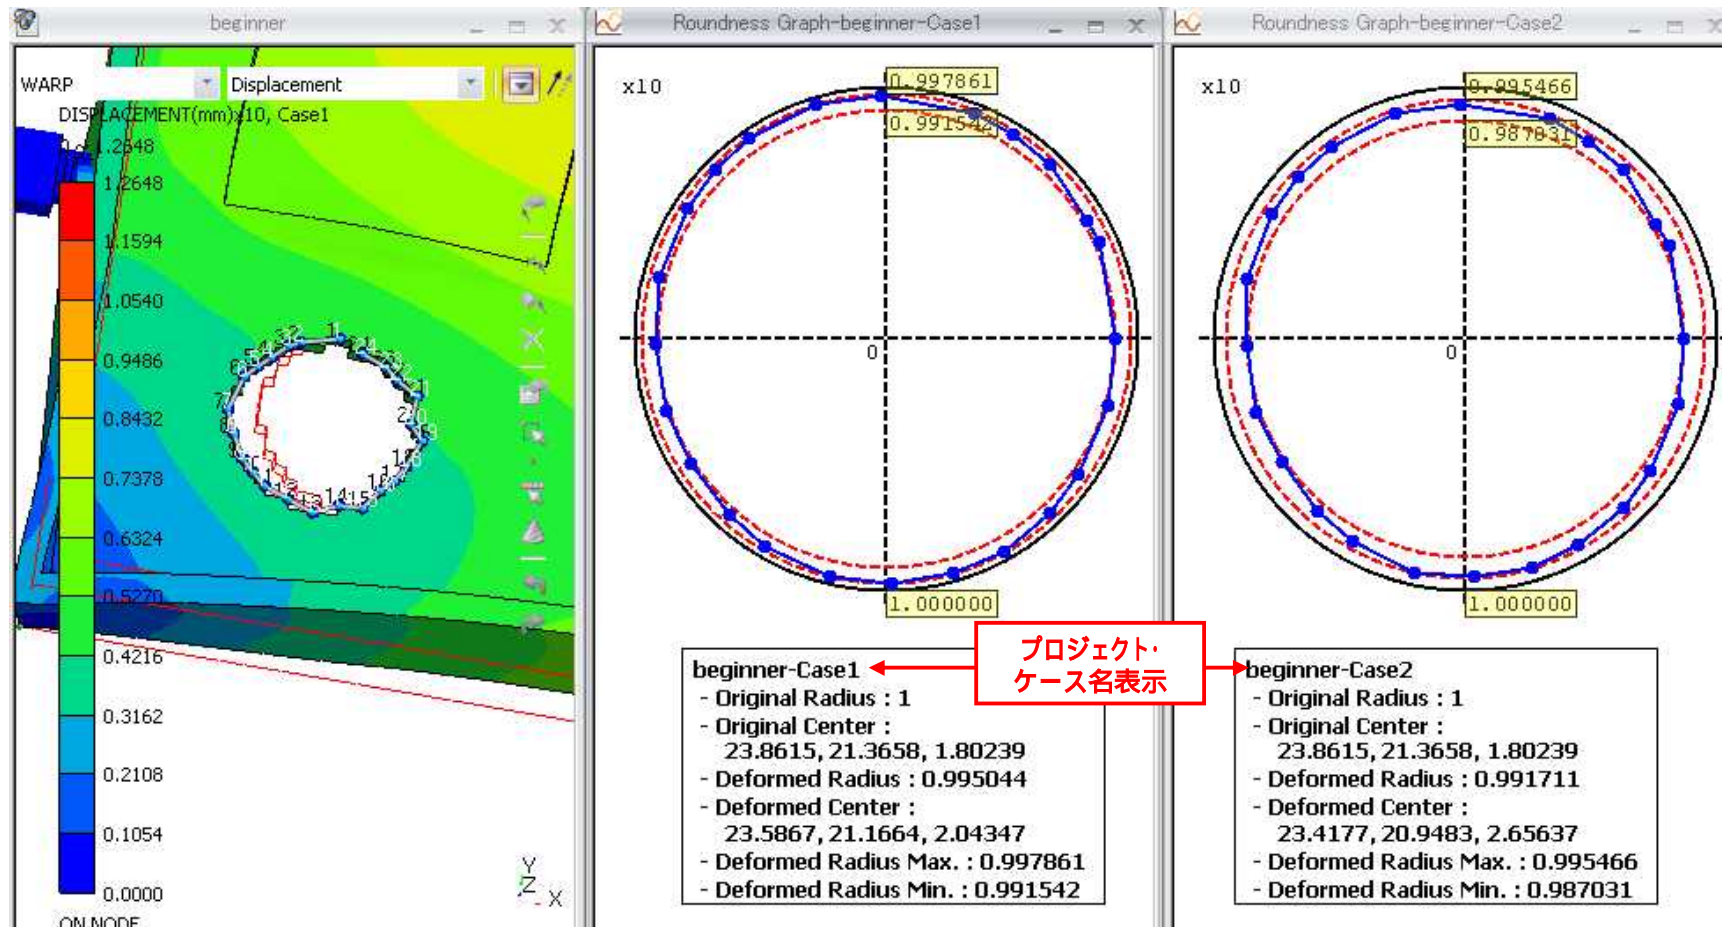 beginner
WARP
Displacement
DISPLACEMENT(mm)x10, Case1
1.2648
1.2648
1.1594
1.0540
0.9486
0.8432
0.7378
0.6324
0.5270
0.4216
0.3162
0.2108
0.1054
0.0000
ON NODE
Y
Z
X
Roundness Graph-beginner-Case1
x10
0.997861
0.991542
0
1.000000
beginner-Case1
- Original Radius : 1
- Original Center :
23.8615, 21.3658, 1.80239
- Deformed Radius : 0.995044
- Deformed Center :
23.5867, 21.1664, 2.04347
- Deformed Radius Max. : 0.997861
- Deformed Radius Min. : 0.991542
プロジェクト・
ケース名表示
Roundness Graph-beginner-Case2
x10
0.995466
0.987031
0
1.000000
beginner-Case2
- Original Radius : 1
- Original Center :
23.8615, 21.3658, 1.80239
- Deformed Radius : 0.991711
- Deformed Center :
23.4177, 20.9483, 2.65637
- Deformed Radius Max. : 0.995466
- Deformed Radius Min. : 0.987031